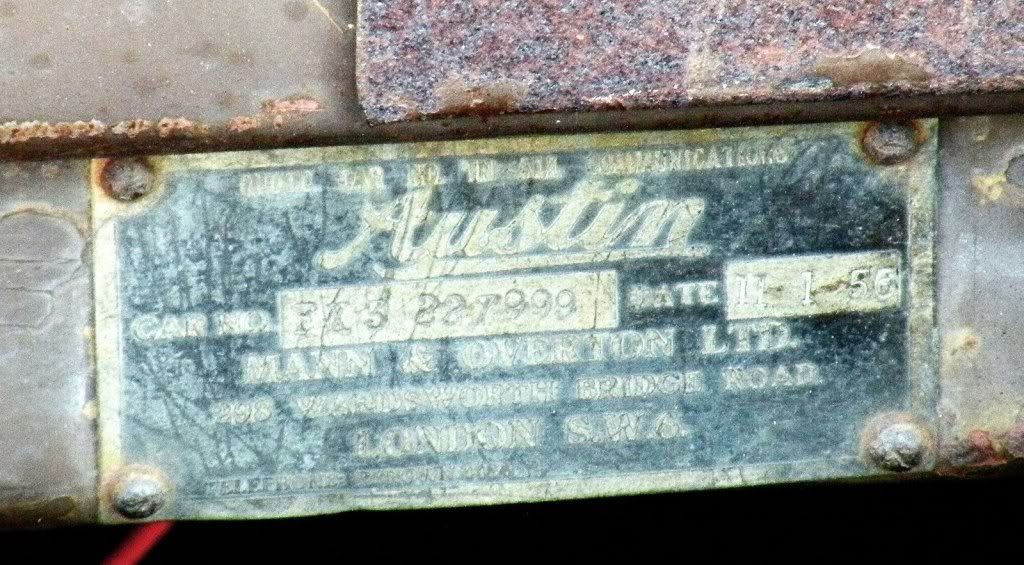 QUOTE CAR NO. IN ALL COMMUNICATIONS
Austin
CAR NO. FX3 227999 DATE 11-1-56
MANN & OVERTON LTD.
298 WANDSWORTH BRIDGE ROAD
LONDON S.W.6.
TELEPHONE